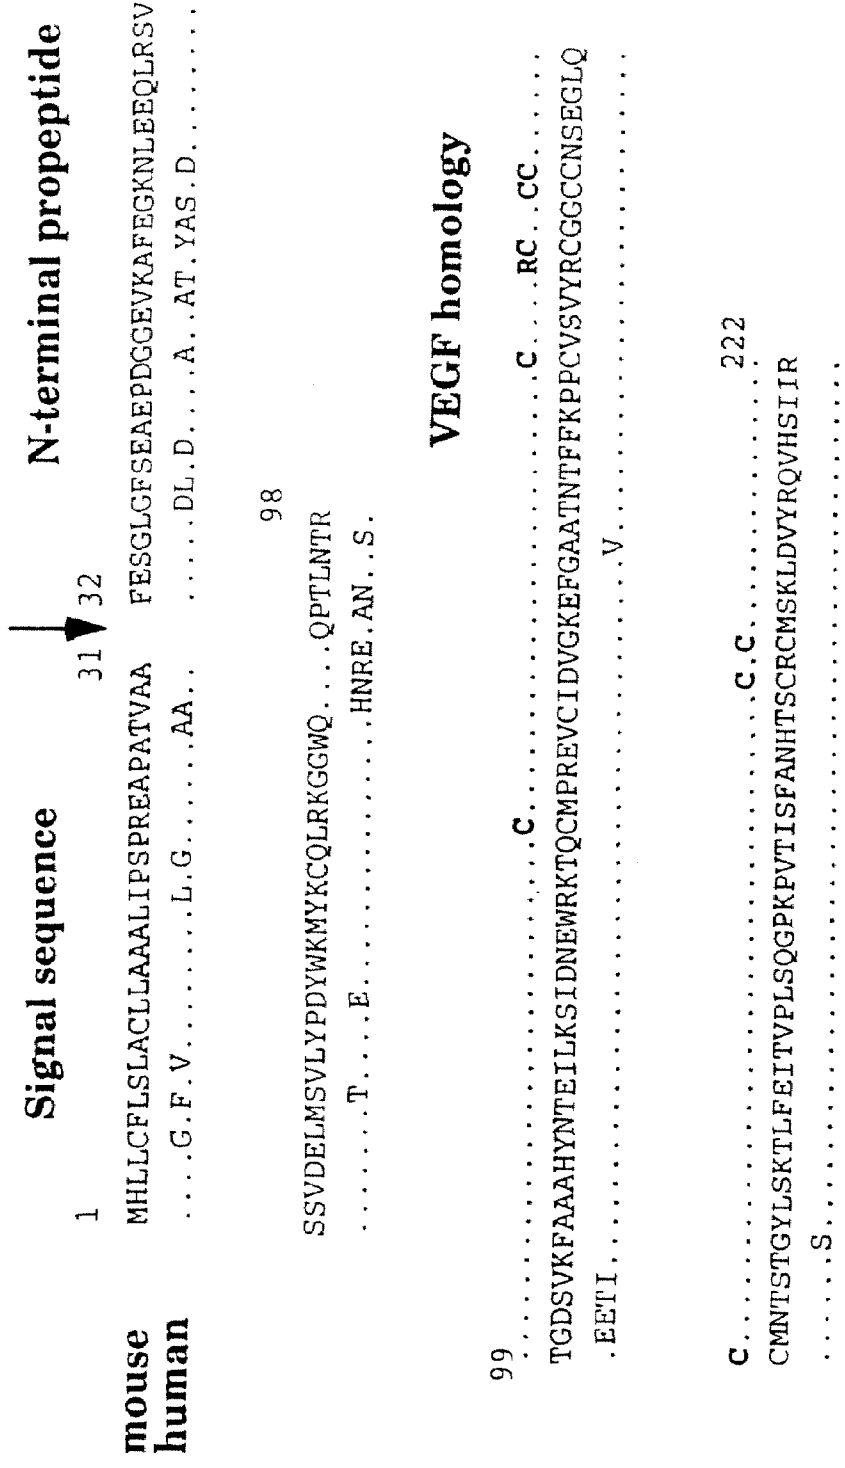 Signal sequence N-terminal propeptide
1 31 32
mouse MHLLCFLSLACLLAAALIPSPREAPATVAA FESGLGFSEAEPDGGEVKAFEGKNLEEQLRSV
human ....G.F.V........L.G......AA.. .....DL.D....A..AT.YAS.D........
98
SSVDELMSVLYPDYWKMYKCQLRKGGWQ....QPTLNTR
.......T....E...............HNRE.AN..S.
VEGF homology
99
............................C........................C....RC..CC......
TGDSVKFAAAHYNTEILKSIDNEWRKTQCMPREVCIDVGKEFGAATNTFFKPPCVSVYRCGGCCNSEGLQ
.EETI......................................V..........................
222
C...................................C.C...............
CMNTSTGYLSKTLFEITVPLSQGPKPVTISFANHTSCRCMSKLDVYRQVHSIIR
......S...............................................